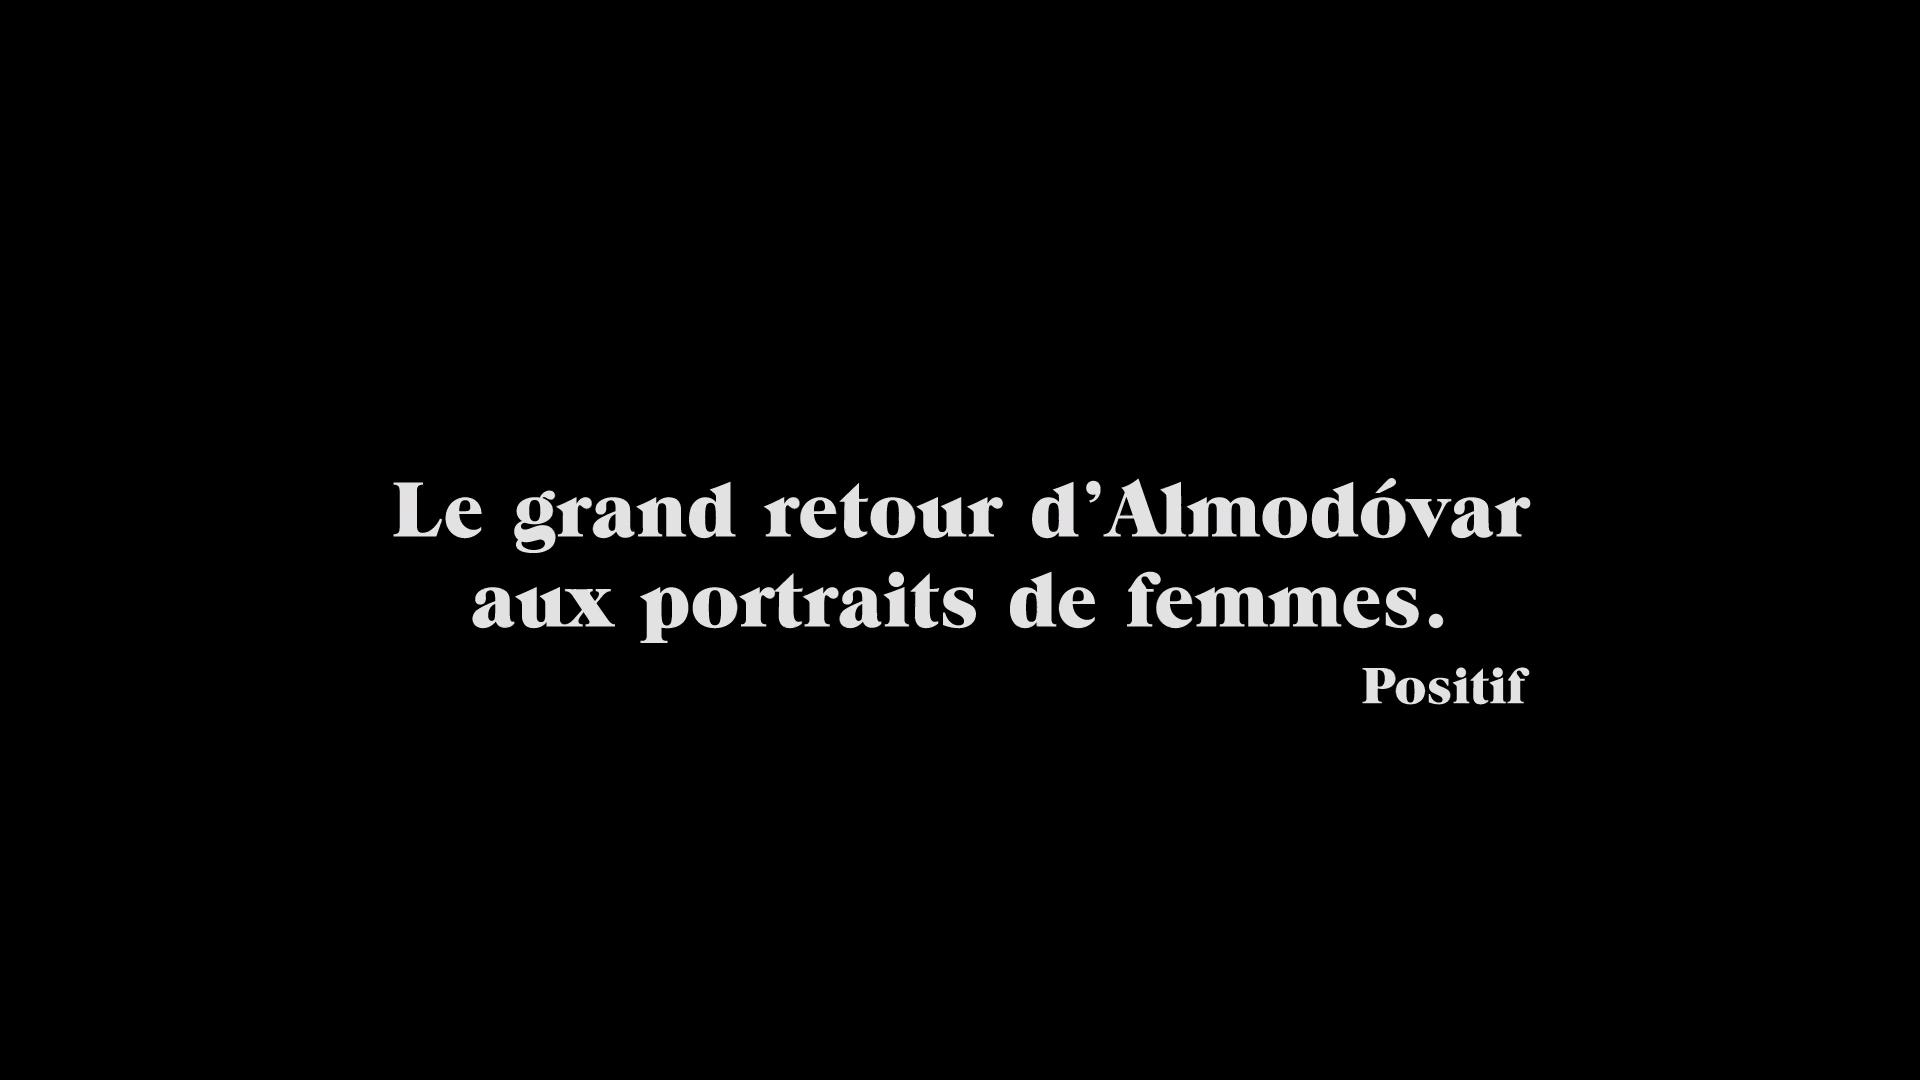 Le grand retour d’Almodóvar
aux portraits de femmes.
Positif